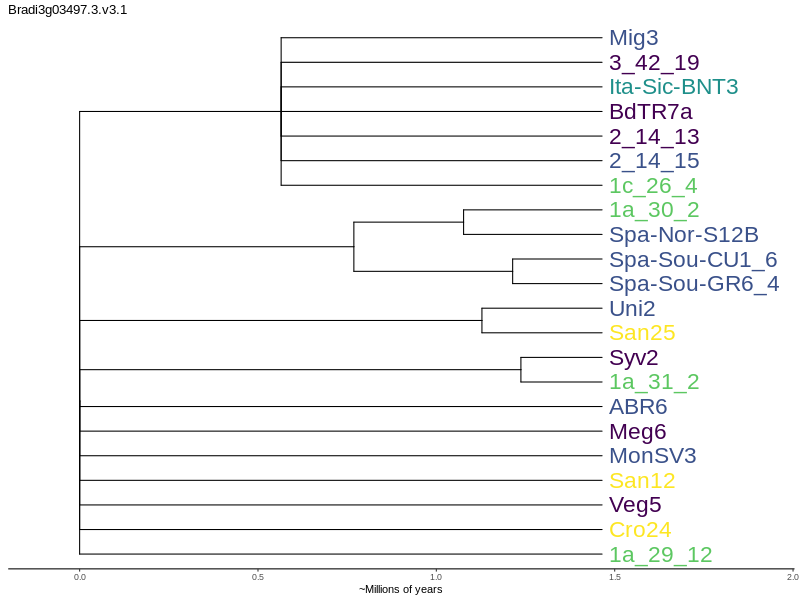 Bradi3g03497.3.v3.1
Mig3
3_42_19
Ita-Sic-BNT3
BdTR7a
2_14_13
2_14_15
1c_26_4
1a_30_2
Spa-Nor-S12B
Spa-Sou-CU1_6
Spa-Sou-GR6_4
Uni2
San25
Syv2
1a_31_2
ABR6
Meg6
MonSV3
San12
Veg5
Cro24
1a_29_12
0.0 0.5 1.0 1.5 2.0
~Millions of years